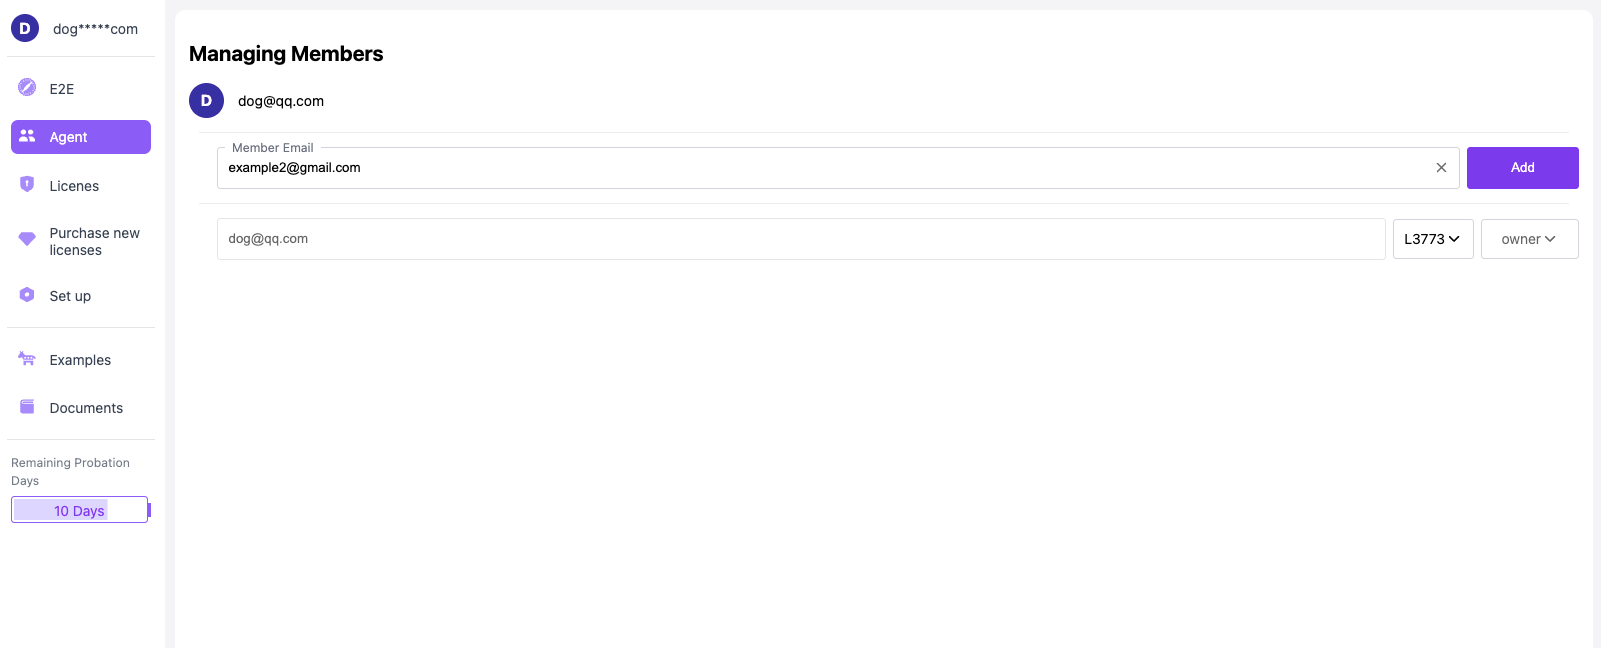 D dog*****com
E2E
Agent
Licenes
Purchase new
licenses
Set up
Examples
Documents
Remaining Probation
Days
10 Days
Managing Members
D dog@qq.com
Member Email
example2@gmail.com
Add
dog@qq.com L3773 owner